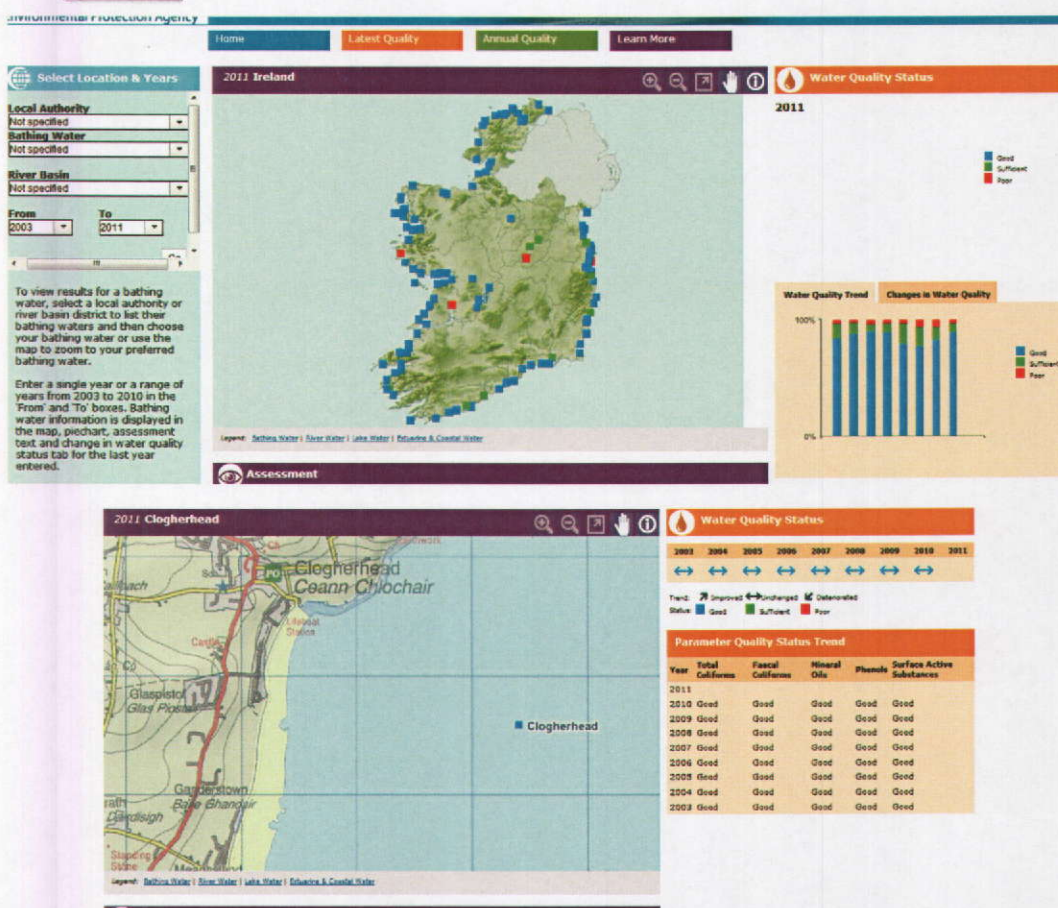 Environmental Protection Agency
Home
Latest Quality
Annual Quality
Learn More
Select Location & Years
Local Authority
Not specified
Bathing Water
Not specified
River Basin
Not specified
From
To
2003
2011
To view results for a bathing
water, select a local authority or
river basin district to list their
bathing waters and then choose
your bathing water or use the
map to zoom to your preferred
bathing water.
Enter a single year or a range of
years from 2003 to 2010 in the
'From' and 'To' boxes. Bathing
water information is displayed in
the map, piechart, assessment
text and change in water quality
status tab for the last year
entered.
2011 Ireland
Legend: Bathing Water | River Water | Lake Water | Estuarine & Coastal Water
Assessment
Water Quality Status
2011
Good
Sufficient
Poor
Water Quality Trend
Changes in Water Quality
100%
0%
Good
Sufficient
Poor
2011 Clogherhead
PO
Clogherhead
Ceann Chlochair
Lifeboat
Station
Castle
Glaspistol
Glas Piostal
Clogherhead
Ganderstown
Baile Ghandair
Standing
Stone
Legend: Bathing Water | River Water | Lake Water | Estuarine & Coastal Water
Water Quality Status
2003 2004 2005 2006 2007 2008 2009 2010 2011
Trend: Improved Unchanged Deteriorated
Status: Good Sufficient Poor
Parameter Quality Status Trend
Year Total Coliforms Faecal Coliforms Mineral Oils Phenols Surface Active Substances
2011
2010 Good Good Good Good Good
2009 Good Good Good Good Good
2008 Good Good Good Good Good
2007 Good Good Good Good Good
2006 Good Good Good Good Good
2005 Good Good Good Good Good
2004 Good Good Good Good Good
2003 Good Good Good Good Good